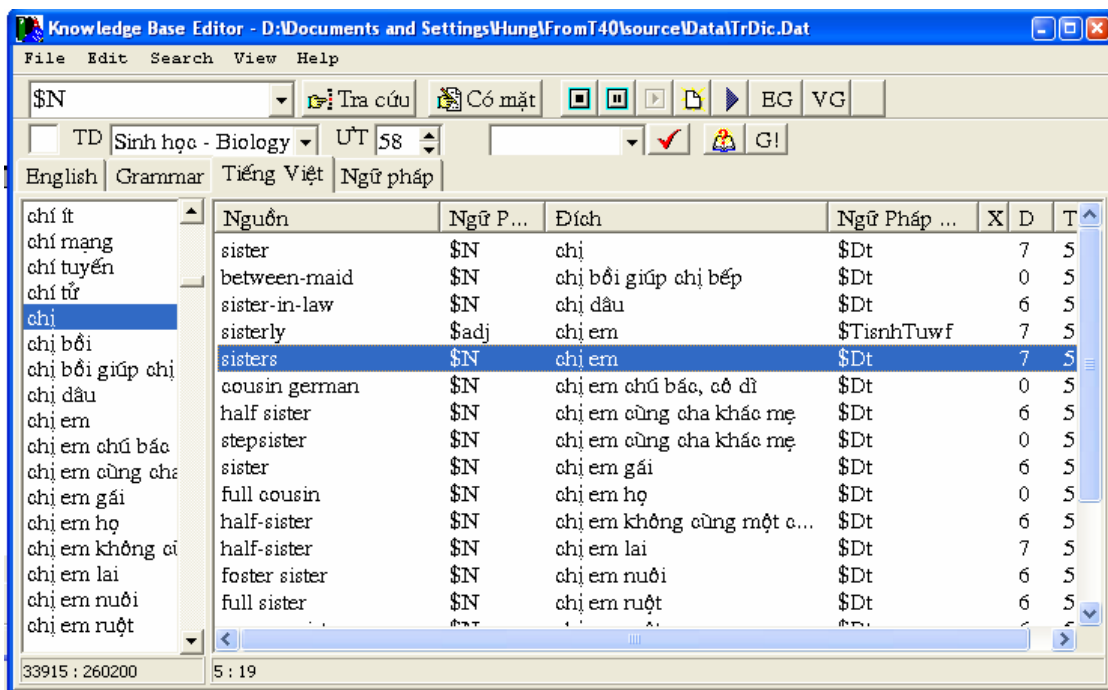 Knowledge Base Editor - D:\Documents and Settings\Hung\FromT40\source\Data\TrDic.Dat
File Edit Search View Help
$N Tra cứu Có mặt EG VG
TD Sinh học - Biology ƯT 58 G!
English Grammar Tiếng Việt Ngữ pháp
chí ít
chí mạng
chí tuyến
chí tử
chị
chị bồi
chị bồi giúp chị
chị dâu
chị em
chị em chú bác
chị em cùng cha
chị em gái
chị em họ
chị em không cù
chị em lai
chị em nuôi
chị em ruột
Nguồn Ngữ P... Đích Ngữ Pháp ... X D T
sister $N chị $Dt 7 5
between-maid $N chị bồi giúp chị bếp $Dt 0 5
sister-in-law $N chị dâu $Dt 6 5
sisterly $adj chị em $TisnhTuwf 7 5
sisters $N chị em $Dt 7 5
cousin german $N chị em chú bác, cô dì $Dt 0 5
half sister $N chị em cùng cha khác mẹ $Dt 6 5
stepsister $N chị em cùng cha khác mẹ $Dt 0 5
sister $N chị em gái $Dt 6 5
full cousin $N chị em họ $Dt 0 5
half-sister $N chị em không cùng một c... $Dt 6 5
half-sister $N chị em lai $Dt 7 5
foster sister $N chị em nuôi $Dt 6 5
full sister $N chị em ruột $Dt 6 5
33915 : 260200 5 : 19